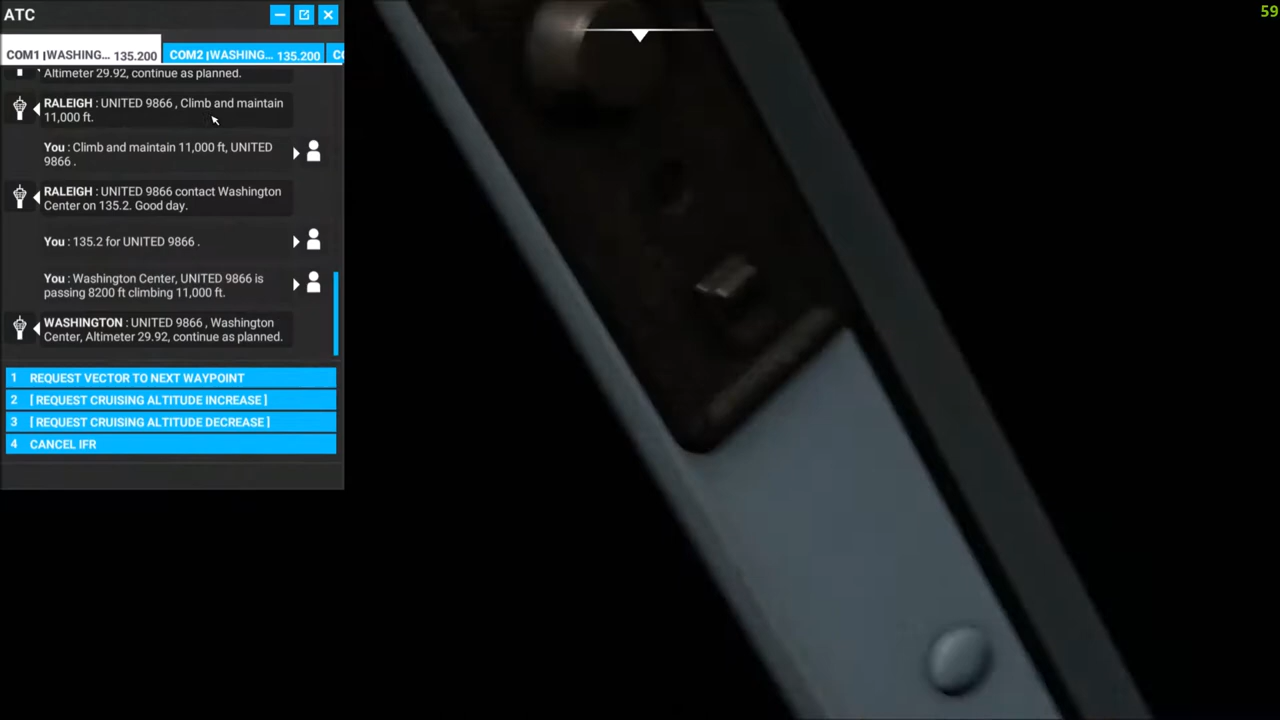 ATC
59
COM1 |WASHING... 135.200
COM2 |WASHING... 135.200
Altimeter 29.92, continue as planned.
RALEIGH : UNITED 9866 , Climb and maintain
11,000 ft.
You : Climb and maintain 11,000 ft, UNITED
9866 .
RALEIGH : UNITED 9866 contact Washington
Center on 135.2. Good day.
You : 135.2 for UNITED 9866 .
You : Washington Center, UNITED 9866 is
passing 8200 ft climbing 11,000 ft.
WASHINGTON : UNITED 9866 , Washington
Center, Altimeter 29.92, continue as planned.
1 REQUEST VECTOR TO NEXT WAYPOINT
2 [ REQUEST CRUISING ALTITUDE INCREASE ]
3 [ REQUEST CRUISING ALTITUDE DECREASE ]
4 CANCEL IFR